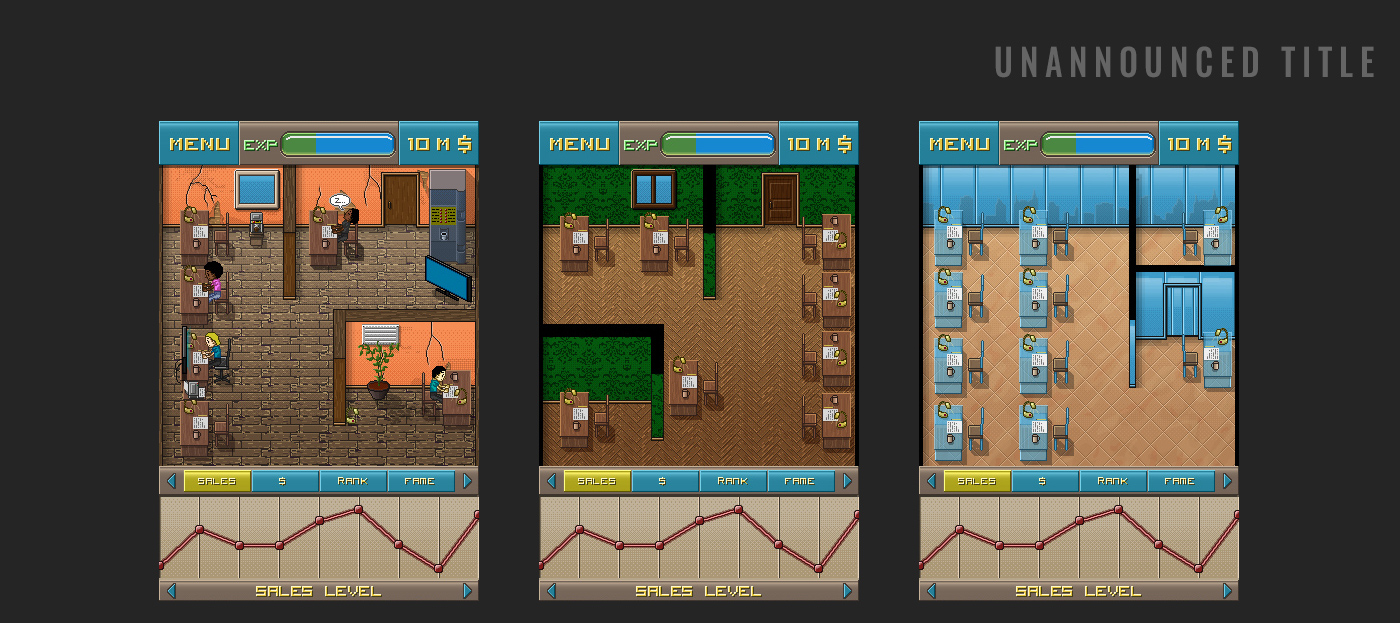 UNANNOUNCED TITLE
MENU EXP 10 M $
Z...
SALES $ RANK FAME
SALES LEVEL
MENU EXP 10 M $
SALES $ RANK FAME
SALES LEVEL
MENU EXP 10 M $
SALES $ RANK FAME
SALES LEVEL